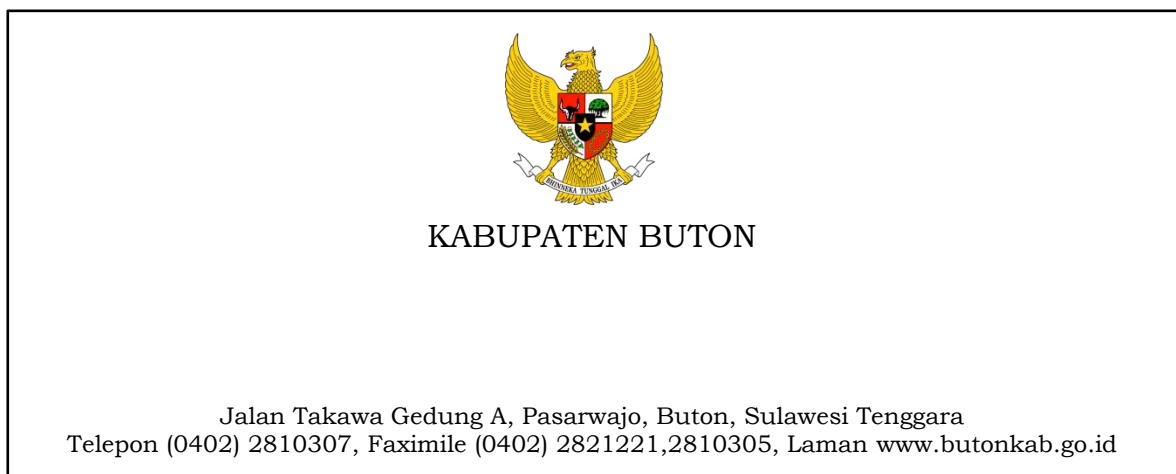 BHINNEKA TUNGGAL IKA
KABUPATEN BUTON
Jalan Takawa Gedung A, Pasarwajo, Buton, Sulawesi Tenggara
Telepon (0402) 2810307, Faximile (0402) 2821221,2810305, Laman www.butonkab.go.id